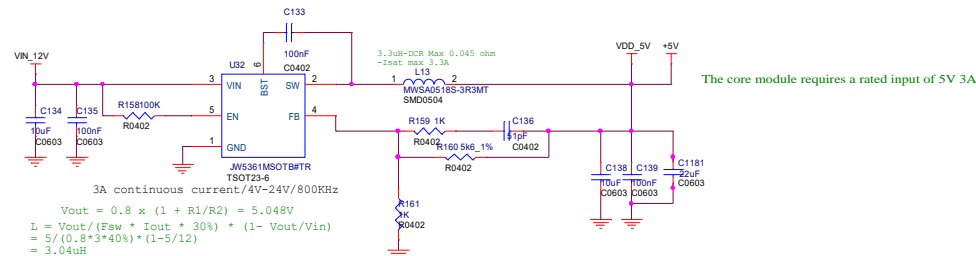 C133
100nF
C0402
VIN_12V
U32
6
BST
3
VIN
SW
2
5
EN
FB
4
1
GND
JW5361MSOTB#TR
TSOT23-6
3.3uH-DCR Max 0.045 ohm
-Isat max 3.3A
L13
1
2
MWSA0518S-3R3MT
SMD0504
VDD_5V
+5V
The core module requires a rated input of 5V 3A
C134
10uF
C0603
C135
100nF
C0603
R158100K
R0402
R159 1K
R0402
C136
51pF
C0402
R160 5k6_1%
R0402
R161
1K
R0402
C138
10uF
C0603
C139
100nF
C0603
C1181
22uF
C0603
3A continuous current/4V-24V/800KHz
Vout = 0.8 x (1 + R1/R2) = 5.048V
L = Vout/(Fsw * Iout * 30%) * (1- Vout/Vin)
= 5/(0.8*3*40%)*(1-5/12)
= 3.04uH